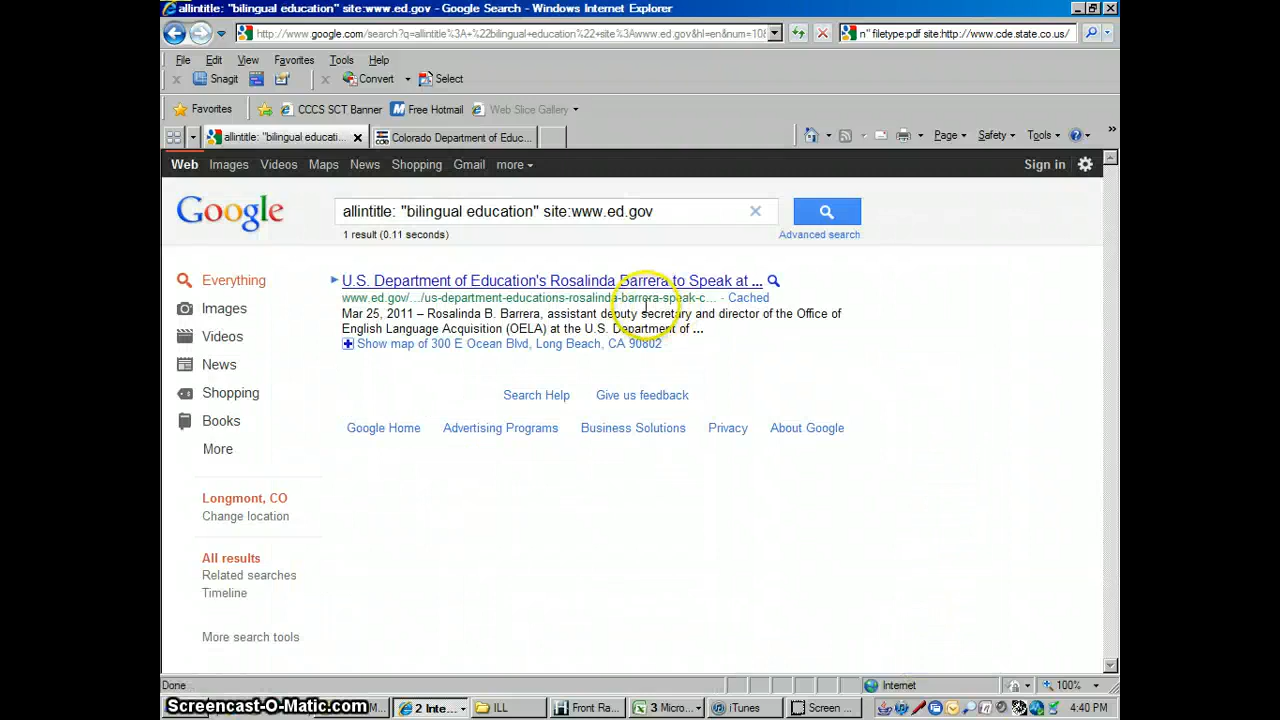 allintitle: "bilingual education" site:www.ed.gov - Google Search - Windows Internet Explorer
http://www.google.com/search?q=allintitle%3A+%22bilingual+education%22+site%3Awww.ed.gov&hl=en&num=10
n" filetype:pdf site:http://www.cde.state.co.us/
File Edit View Favorites Tools Help
Snagit Convert Select
Favorites CCCS SCT Banner Free Hotmail Web Slice Gallery
allintitle: "bilingual educati... Colorado Department of Educ... Page Safety Tools
Web Images Videos Maps News Shopping Gmail more Sign in
Google
allintitle: "bilingual education" site:www.ed.gov
1 result (0.11 seconds) Advanced search
Everything
Images
Videos
News
Shopping
Books
More
Longmont, CO
Change location
All results
Related searches
Timeline
More search tools
U.S. Department of Education's Rosalinda Barrera to Speak at ...
www.ed.gov/.../us-department-educations-rosalinda-barrera-speak-c... - Cached
Mar 25, 2011 – Rosalinda B. Barrera, assistant deputy secretary and director of the Office of
English Language Acquisition (OELA) at the U.S. Department of ...
Show map of 300 E Ocean Blvd, Long Beach, CA 90802
Search Help Give us feedback
Google Home Advertising Programs Business Solutions Privacy About Google
Done Internet 100%
Screencast-O-Matic.com 2 Inte... ILL Front Ra... 3 Micro... iTunes Screen ... 4:40 PM